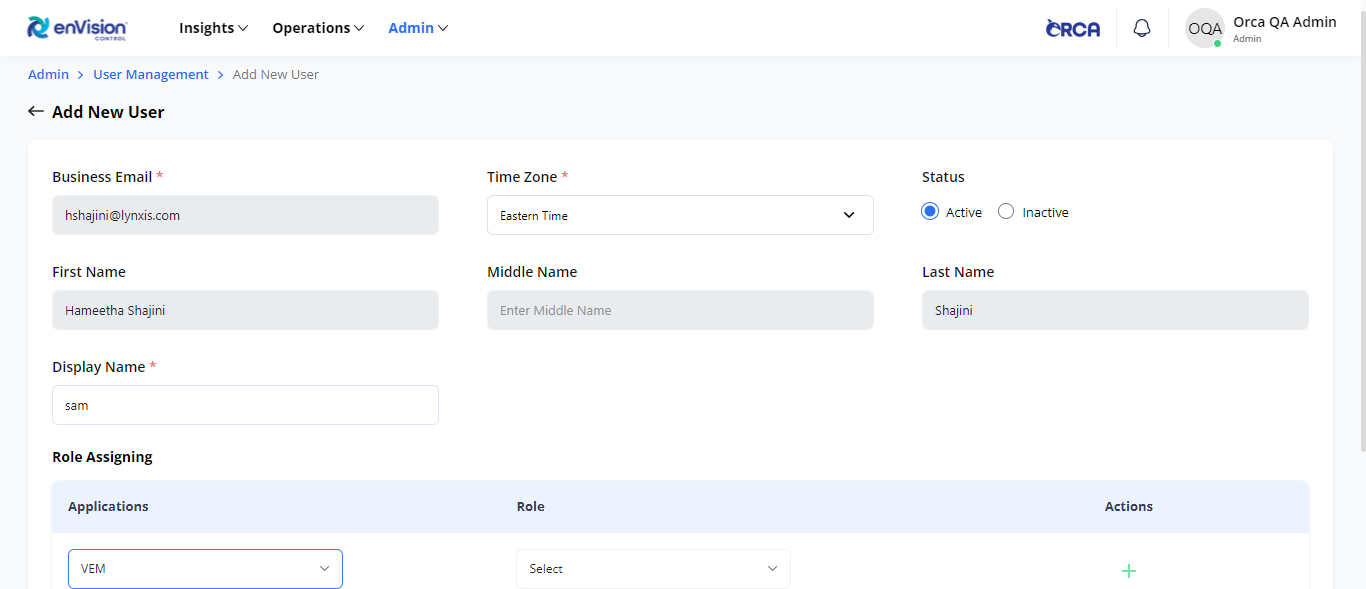 enVision
CONTROL
Insights
Operations
Admin
ORCA
OQA
Orca QA Admin
Admin
Admin > User Management > Add New User
Add New User
Business Email *
Time Zone *
Status
hshajini@lynxis.com
Eastern Time
Active
Inactive
First Name
Middle Name
Last Name
Hameetha Shajini
Enter Middle Name
Shajini
Display Name *
sam
Role Assigning
Applications
Role
Actions
VEM
Select